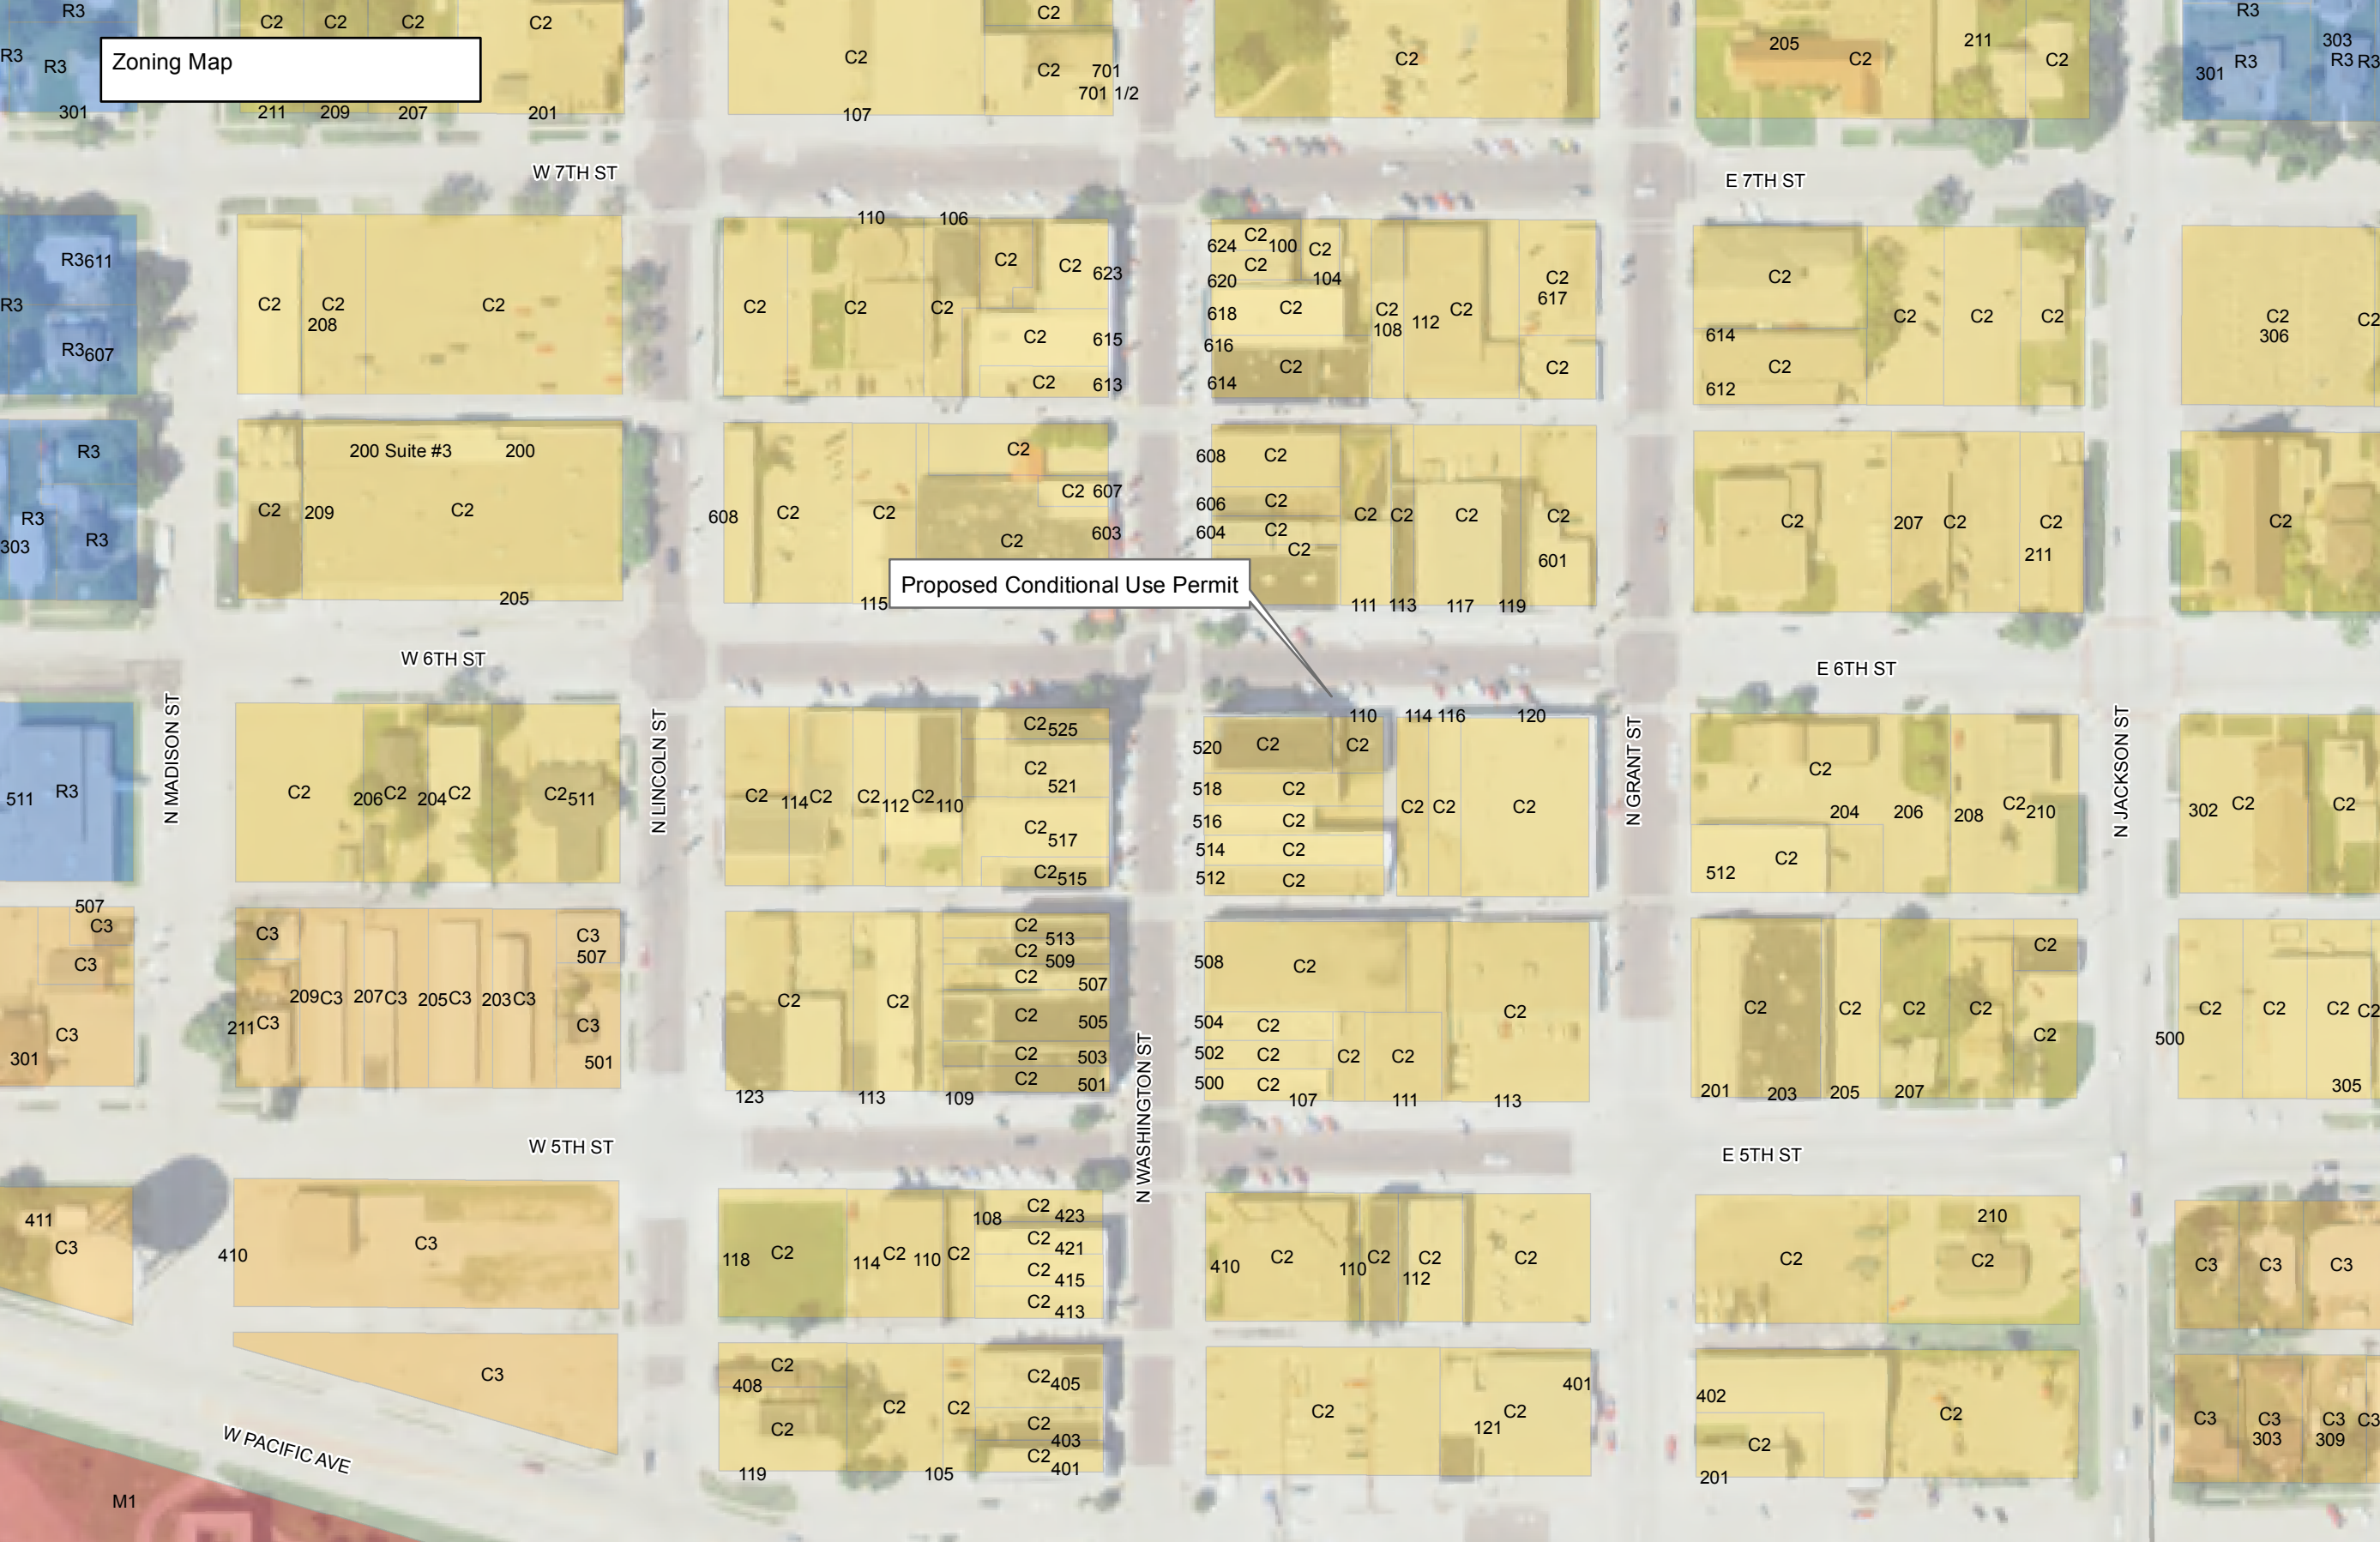 R3
C2 C2 C2 C2
C2
R3
R3 R3
Zoning Map
C2
C2 701
701 1/2
C2
205 C2 211 C2
303
301 R3 R3 R3
301 211 209 207 201 107
W 7TH ST
E 7TH ST
R3 611
R3
R3 607
C2 C2 208 C2
110 106
C2 C2 C2 C2 C2 623
C2 615
C2 613
624 C2 100 C2
620 C2 104
618 C2
616
614 C2
C2 108 112 C2
C2 617
C2
C2
614
612 C2
C2 C2 C2
C2 306 C2
R3
R3 R3
303
C2 209
200 Suite #3 200
C2
205
608 C2 C2
115
C2
C2 607
C2 603
608 C2
606 C2
604 C2
C2
C2 C2 C2 C2
601
111 113 117 119
C2 207 C2 C2 211
C2
Proposed Conditional Use Permit
W 6TH ST
E 6TH ST
N MADISON ST
N LINCOLN ST
N GRANT ST
N JACKSON ST
511 R3
C2 206 C2 204 C2 C2 511
C2 114 C2 C2 112 C2 110
C2 525
C2 521
C2 517
C2 515
110 114 116 120
520 C2 C2
518 C2
516 C2
514 C2
512 C2
C2 C2 C2
C2
204 206 208 C2 210
512 C2
302 C2 C2
507
C3
C3
C3
301
C3
211 C3
209 C3 207 C3 205 C3 203 C3
C3 507
C3
501
C2 C2
123 113 109
C2 513
C2 509
C2 507
C2 505
C2 503
C2 501
508 C2
504 C2
502 C2
500 C2
C2 C2 C2
107 111 113
C2 C2 C2 C2
C2
C2
201 203 205 207
C2 C2 C2 C2
500 305
N WASHINGTON ST
W 5TH ST
E 5TH ST
411
C3
410 C3
118 C2 114 C2 110 C2
108 C2 423
C2 421
C2 415
C2 413
410 C2 110 C2 C2 112 C2
C2 210 C2
C3 C3 C3
C3
C2
408
C2
C2 C2
C2 405
C2 403
C2 401
119 105
C2 121 C2 401
402
C2 C2
201
C3 C3 C3 C3
303 309
W PACIFIC AVE
M1